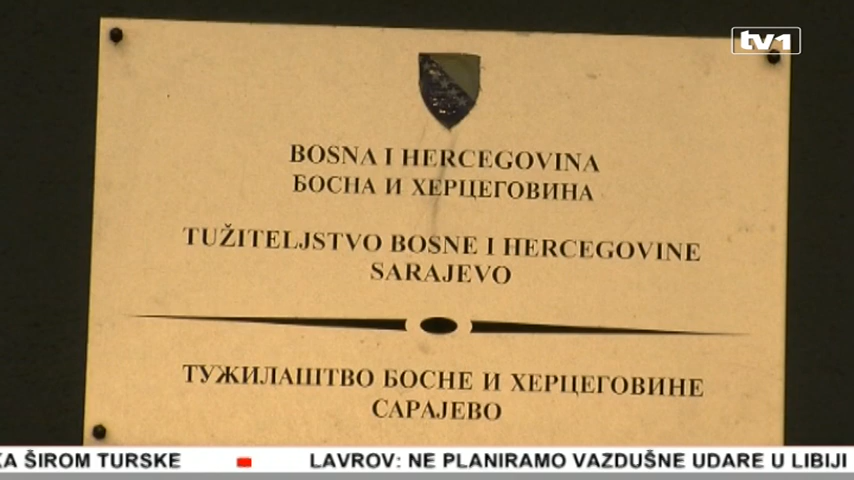 tv1
BOSNA I HERCEGOVINA
БОСНА И ХЕРЦЕГОВИНА
TUŽITELJSTVO BOSNE I HERCEGOVINE
SARAJEVO
ТУЖИЛАШТВО БОСНЕ И ХЕРЦЕГОВИНЕ
САРАЈЕВО
ŠIROM TURSKE LAVROV: NE PLANIRAMO VAZDUŠNE UDARE U LIBIJI